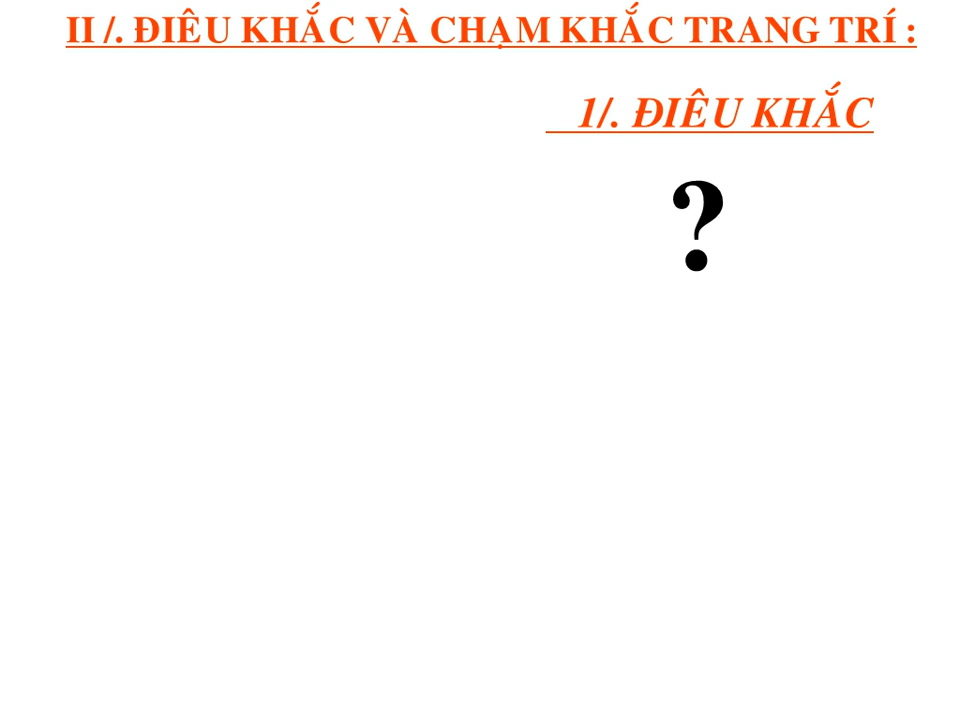 II /. ĐIÊU KHẮC VÀ CHẠM KHẮC TRANG TRÍ :
1/. ĐIÊU KHẮC
?